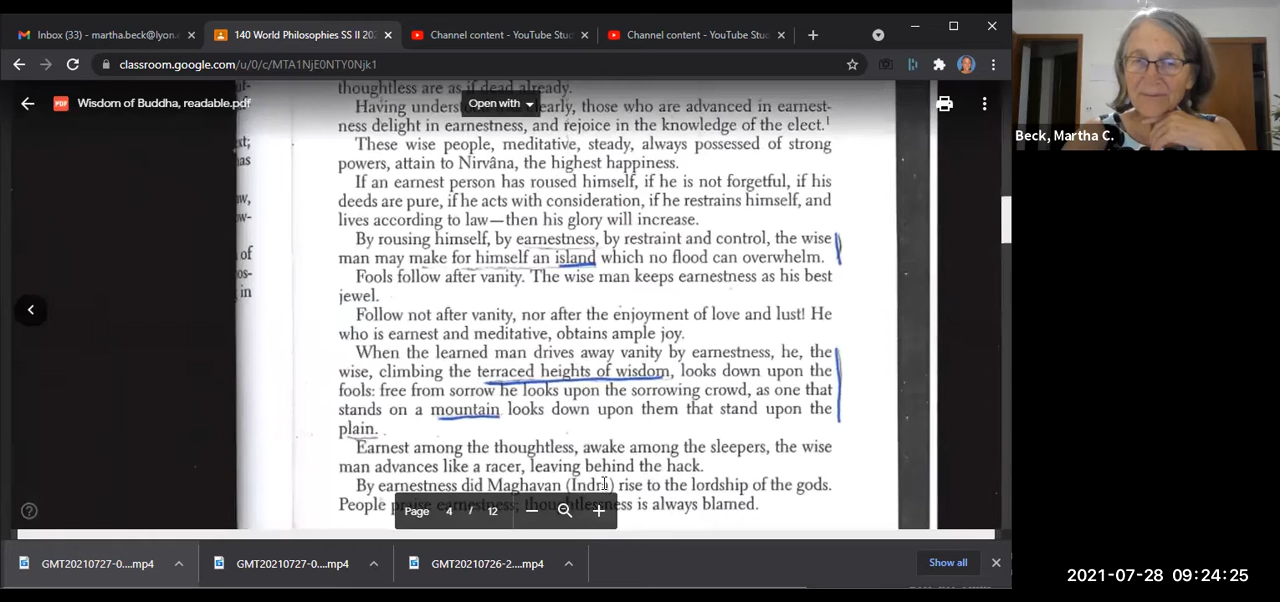 Inbox (33) - martha.beck@lyon.e
140 World Philosophies SS II 202
Channel content - YouTube Stud
Channel content - YouTube Stud
classroom.google.com/u/0/c/MTA1NjE0NTY0Njk1
Wisdom of Buddha, readable.pdf
Open with
Beck, Martha C.
thoughtless are as if dead already.
Having early, those who are advanced in earnest-
ness delight in earnestness, and rejoice in the knowledge of the elect.¹
These wise people, meditative, steady, always possessed of strong
powers, attain to Nirvâna, the highest happiness.
If an earnest person has roused himself, if he is not forgetful, if his
deeds are pure, if he acts with consideration, if he restrains himself, and
lives according to law—then his glory will increase.
By rousing himself, by earnestness, by restraint and control, the wise
man may make for himself an island which no flood can overwhelm.
Fools follow after vanity. The wise man keeps earnestness as his best
jewel.
Follow not after vanity, nor after the enjoyment of love and lust! He
who is earnest and meditative, obtains ample joy.
When the learned man drives away vanity by earnestness, he, the
wise, climbing the terraced heights of wisdom, looks down upon the
fools: free from sorrow he looks upon the sorrowing crowd, as one that
stands on a mountain looks down upon them that stand upon the
plain.
Earnest among the thoughtless, awake among the sleepers, the wise
man advances like a racer, leaving behind the hack.
By earnestness did Maghavan (Indra) rise to the lordship of the gods.
People praise earnestness; thoughtlessness is always blamed.
Page 4 / 12
GMT20210727-0....mp4
GMT20210727-0....mp4
GMT20210726-2....mp4
Show all
2021-07-28 09:24:25